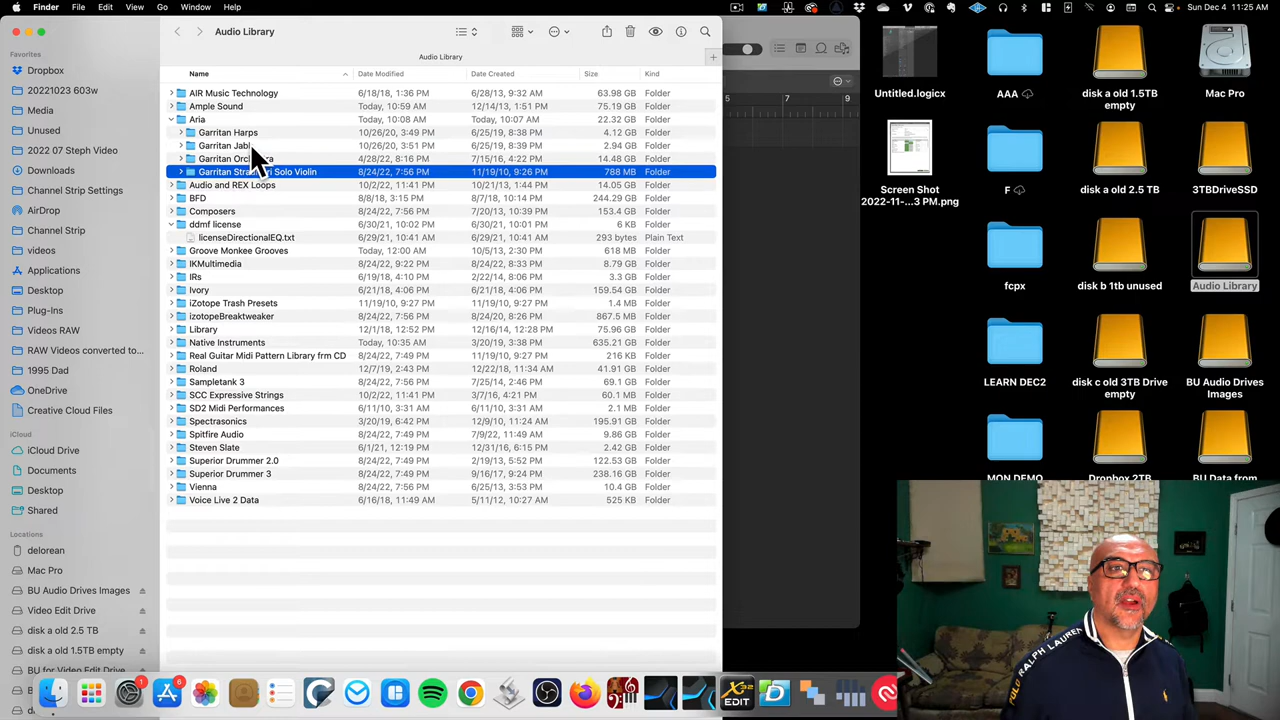 Finder File Edit View Go Window Help Sun Dec 4 11:25 AM
Audio Library
Audio Library
Name Date Modified Date Created Size Kind
AIR Music Technology 6/18/18, 1:36 PM 6/28/13, 9:32 AM 63.98 GB Folder
Ample Sound Today, 10:59 AM 12/14/13, 1:51 PM 75.19 GB Folder
Aria Today, 10:08 AM 11/10/07, 10:05 AM 22.32 GB Folder
Garritan Harps 10/26/20, 3:49 PM 6/25/19, 8:38 PM 4.12 GB Folder
Garritan 10/26/20, 3:51 PM 6/25/19, 8:34 PM 2.94 GB Folder
Garritan 4/28/22, 8:16 PM 7/15/16, 4:22 PM 14.48 GB Folder
Garritan Solo Violin 8/24/22, 7:56 PM 11/19/10, 9:26 PM 788 MB Folder
Audio and REX Loops 10/2/22, 11:41 PM 10/21/13, 1:44 PM 14.05 GB Folder
BFD 8/8/18, 3:15 PM 8/8/18, 10:14 PM 244.29 GB Folder
Composers 8/24/22, 7:56 PM 153.4 GB Folder
ddmf license 6/30/21, 10:02 PM 6/30/21, 10:01 PM 6 KB Folder
licenseDirectionalEQ.txt 6/29/21, 10:41 AM 6/29/21, 10:41 AM 293 bytes Plain Text
Groove Monkee Grooves Today, 12:00 AM 10/5/13, 2:30 PM 618 MB Folder
IKMultimedia 8/24/22, 11:41 PM 8.79 GB Folder
IRs 6/19/18, 4:10 PM 2/22/14, 8:06 PM 3.3 GB Folder
Ivory 6/21/18, 4:16 PM 159.54 GB Folder
iZotope Trash Presets 11/19/10, 9:27 PM 1.4 MB Folder
izotopeBreaktweaker 8/24/22, 7:56 PM 8/24/20, 8:26 PM 867.5 MB Folder
Library 12/1/18, 12:52 PM 12/16/14, 12:28 PM 75.96 GB Folder
Native Instruments Today, 10:35 AM 3/20/19, 3:38 PM 635.21 GB Folder
Real Guitar Midi Pattern Library frm CD 8/24/22, 7:49 PM 11/19/10, 9:27 PM 216 KB Folder
Roland 12/7/19, 2:43 PM 12/22/18, 11:34 AM 41.91 GB Folder
Sampletank 3 8/24/22, 7:49 PM 7/25/14, 2:46 PM 69.1 GB Folder
SCC Expressive Strings 10/2/22, 11:41 PM 3/7/16, 4:21 PM 60.1 MB Folder
SD2 Midi Performances 6/11/10, 3:31 AM 6/11/10, 3:31 AM 2.1 MB Folder
Spectrasonics 3/20/19, 6:42 PM 12/9/10, 11:24 AM 195.91 GB Folder
Spitfire Audio 8/24/22, 7:49 PM 7/9/22, 11:49 AM 9.86 GB Folder
Steven Slate 6/1/21, 12:19 PM 12/31/16, 6:15 PM 2.42 GB Folder
Superior Drummer 2.0 8/24/22, 7:49 PM 6/11/10, 3:31 AM 122.53 GB Folder
Superior Drummer 3 8/24/22, 7:49 PM 9/16/17, 9:24 PM 238.16 GB Folder
Vienna 8/24/22, 7:49 PM 6/25/13, 3:53 PM 10.4 GB Folder
Voice Live 2 Data 6/16/18, 11:49 AM 5/11/12, 10:27 AM 525 KB Folder
Favorites
Dropbox
20221023 603w
Media
Unused
2022 07 Steph Video
Downloads
Channel Strip Settings
AirDrop
Channel Strip
videos
Applications
Desktop
Plug-Ins
Videos RAW
RAW Videos converted to...
1995 Dad
OneDrive
Creative Cloud Files
iCloud
iCloud Drive
Documents
Desktop
Shared
Locations
delorean
Mac Pro
BU Audio Drives Images
Video Edit Drive
disk a old 2.5 TB
disk a old 1.5TB empty
BU for Video Edit Drive
5 7 9
Untitled.logicx
AAA
disk a old 1.5TB empty
Mac Pro
Screen Shot 2022-11-...3 PM.png
F
disk a old 2.5 TB
3TBDriveSSD
fcpx
disk b 1tb unused
Audio Library
LEARN DEC2
disk c old 3TB Drive empty
BU Audio Drives Images
MON DEMO
Dropbox 2TB
BU Data from
1
6
X32 EDIT
POLO RALPH LAUREN